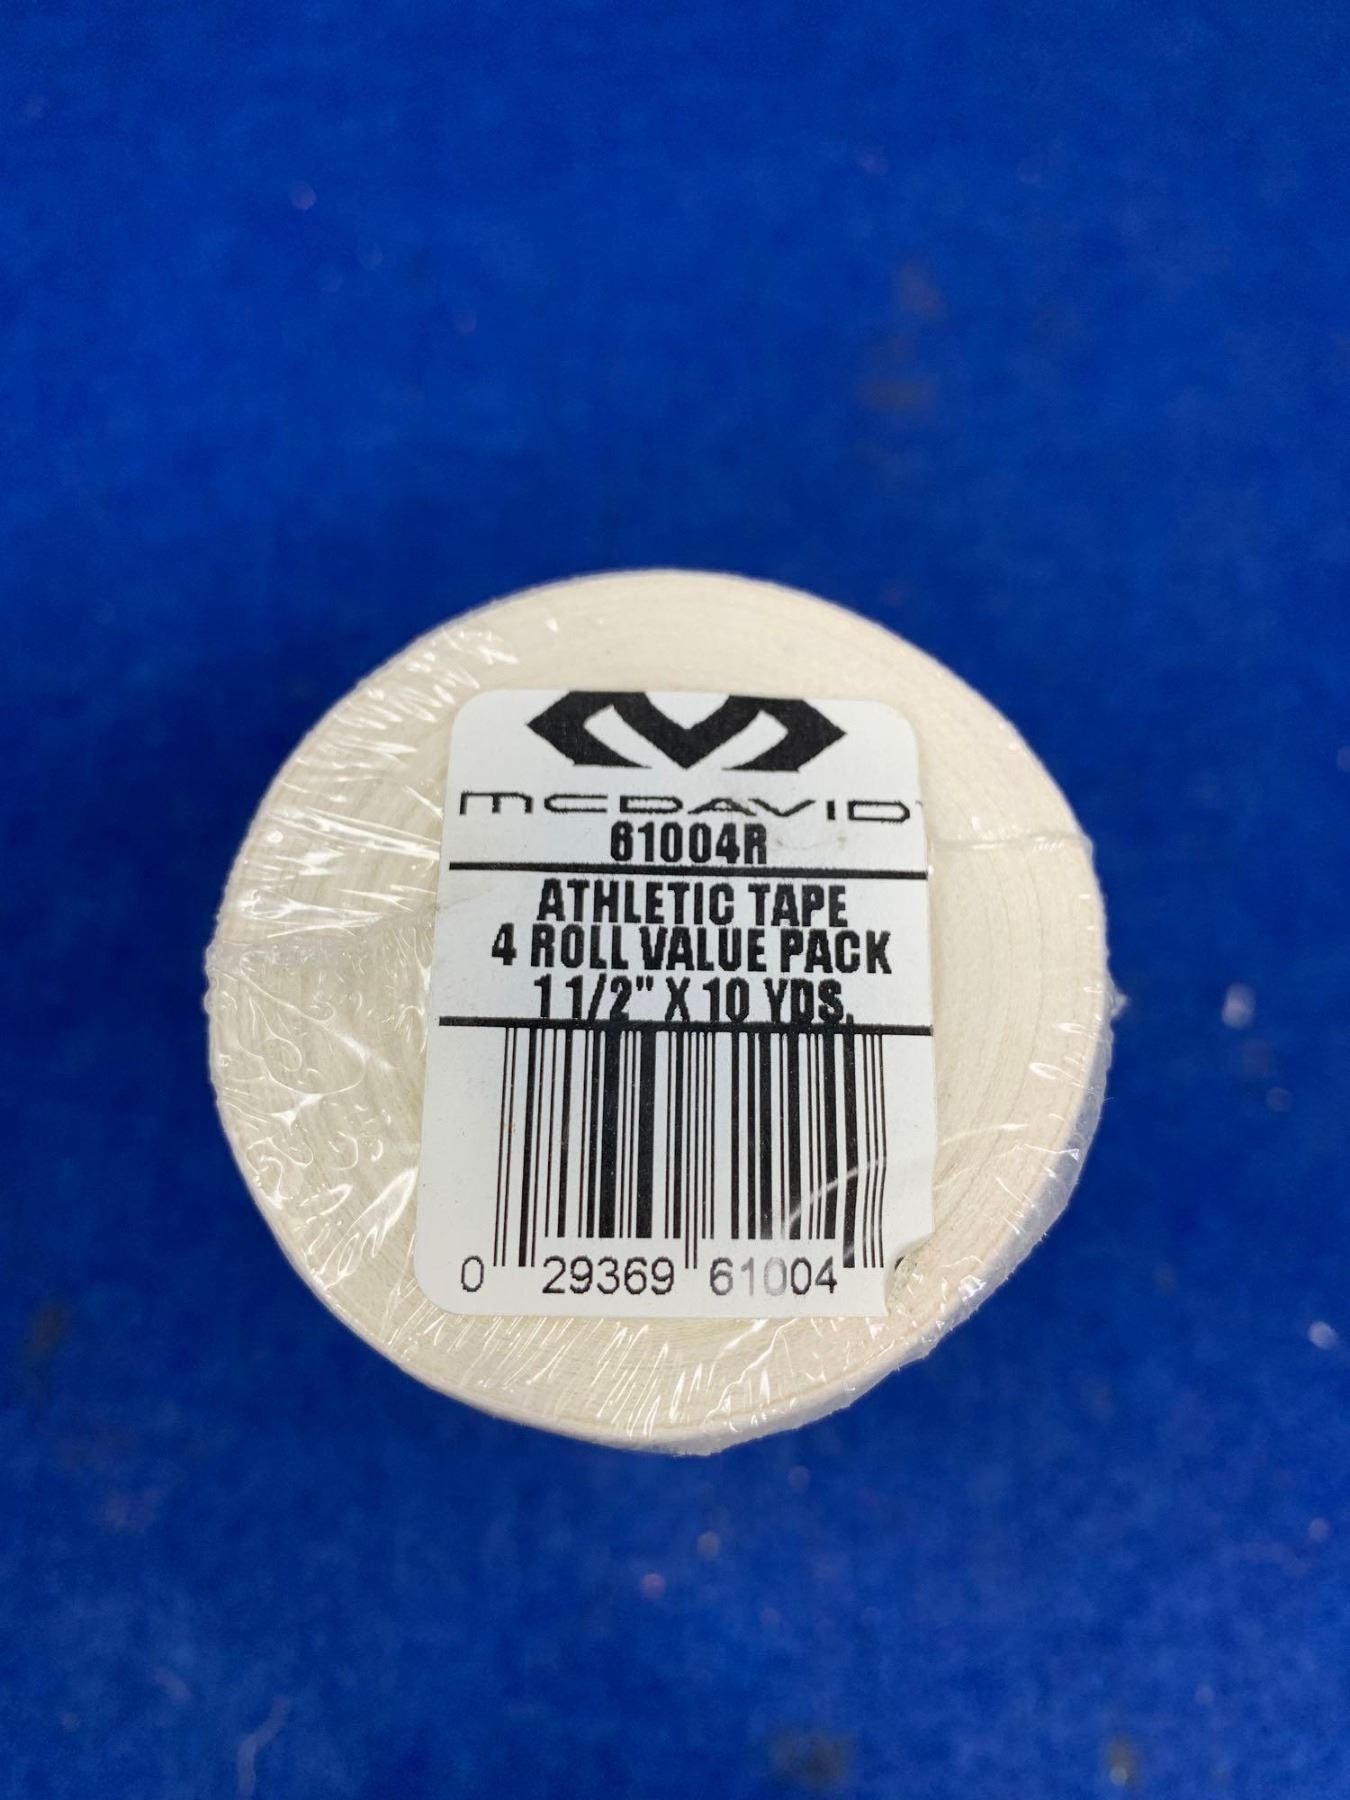 MCDAVID
61004R
ATHLETIC TAPE
4 ROLL VALUE PACK
1 1/2" X 10 YDS.
0 29369 61004